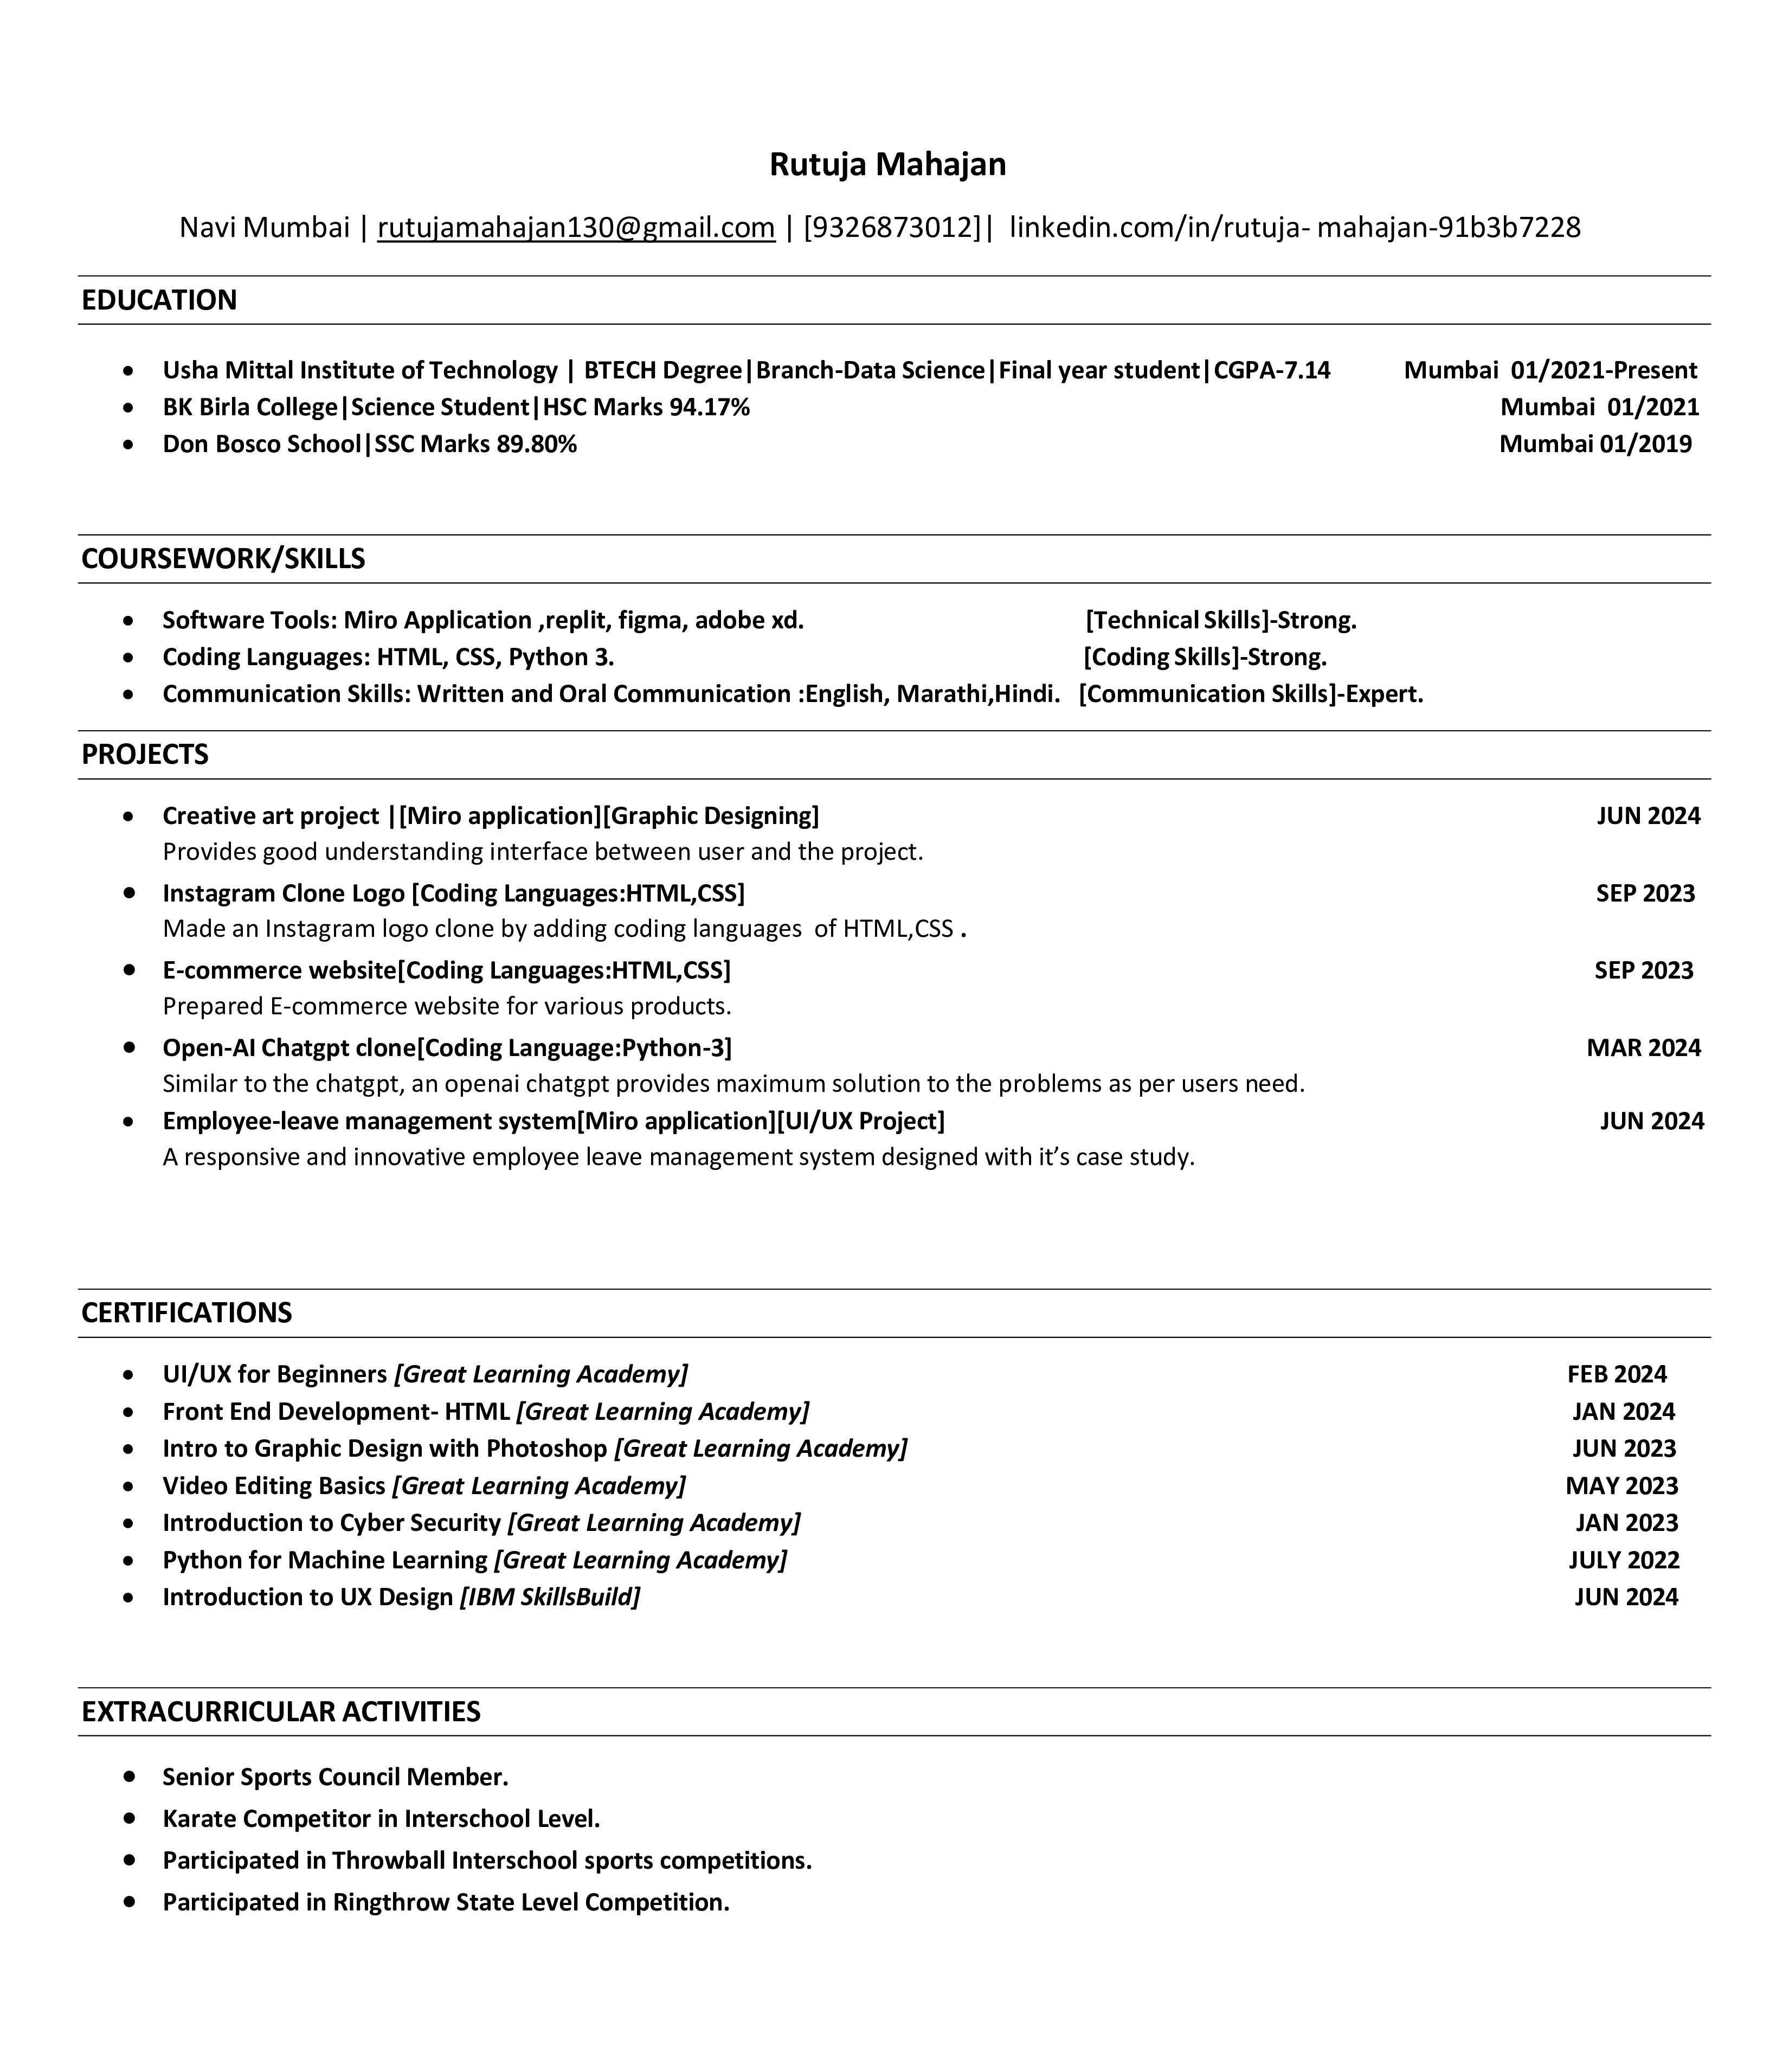 Rutuja Mahajan
Navi Mumbai | rutujamahajan130@gmail.com | [9326873012]| linkedin.com/in/rutuja- mahajan-91b3b7228
EDUCATION
• Usha Mittal Institute of Technology | BTECH Degree|Branch-Data Science|Final year student|CGPA-7.14 Mumbai 01/2021-Present
• BK Birla College|Science Student|HSC Marks 94.17% Mumbai 01/2021
• Don Bosco School|SSC Marks 89.80% Mumbai 01/2019
COURSEWORK/SKILLS
• Software Tools: Miro Application ,replit, figma, adobe xd. [Technical Skills]-Strong.
• Coding Languages: HTML, CSS, Python 3. [Coding Skills]-Strong.
• Communication Skills: Written and Oral Communication :English, Marathi,Hindi. [Communication Skills]-Expert.
PROJECTS
• Creative art project |[Miro application][Graphic Designing] JUN 2024
Provides good understanding interface between user and the project.
• Instagram Clone Logo [Coding Languages:HTML,CSS] SEP 2023
Made an Instagram logo clone by adding coding languages of HTML,CSS .
• E-commerce website[Coding Languages:HTML,CSS] SEP 2023
Prepared E-commerce website for various products.
• Open-AI Chatgpt clone[Coding Language:Python-3] MAR 2024
Similar to the chatgpt, an openai chatgpt provides maximum solution to the problems as per users need.
• Employee-leave management system[Miro application][UI/UX Project] JUN 2024
A responsive and innovative employee leave management system designed with it’s case study.
CERTIFICATIONS
• UI/UX for Beginners [Great Learning Academy] FEB 2024
• Front End Development- HTML [Great Learning Academy] JAN 2024
• Intro to Graphic Design with Photoshop [Great Learning Academy] JUN 2023
• Video Editing Basics [Great Learning Academy] MAY 2023
• Introduction to Cyber Security [Great Learning Academy] JAN 2023
• Python for Machine Learning [Great Learning Academy] JULY 2022
• Introduction to UX Design [IBM SkillsBuild] JUN 2024
EXTRACURRICULAR ACTIVITIES
• Senior Sports Council Member.
• Karate Competitor in Interschool Level.
• Participated in Throwball Interschool sports competitions.
• Participated in Ringthrow State Level Competition.